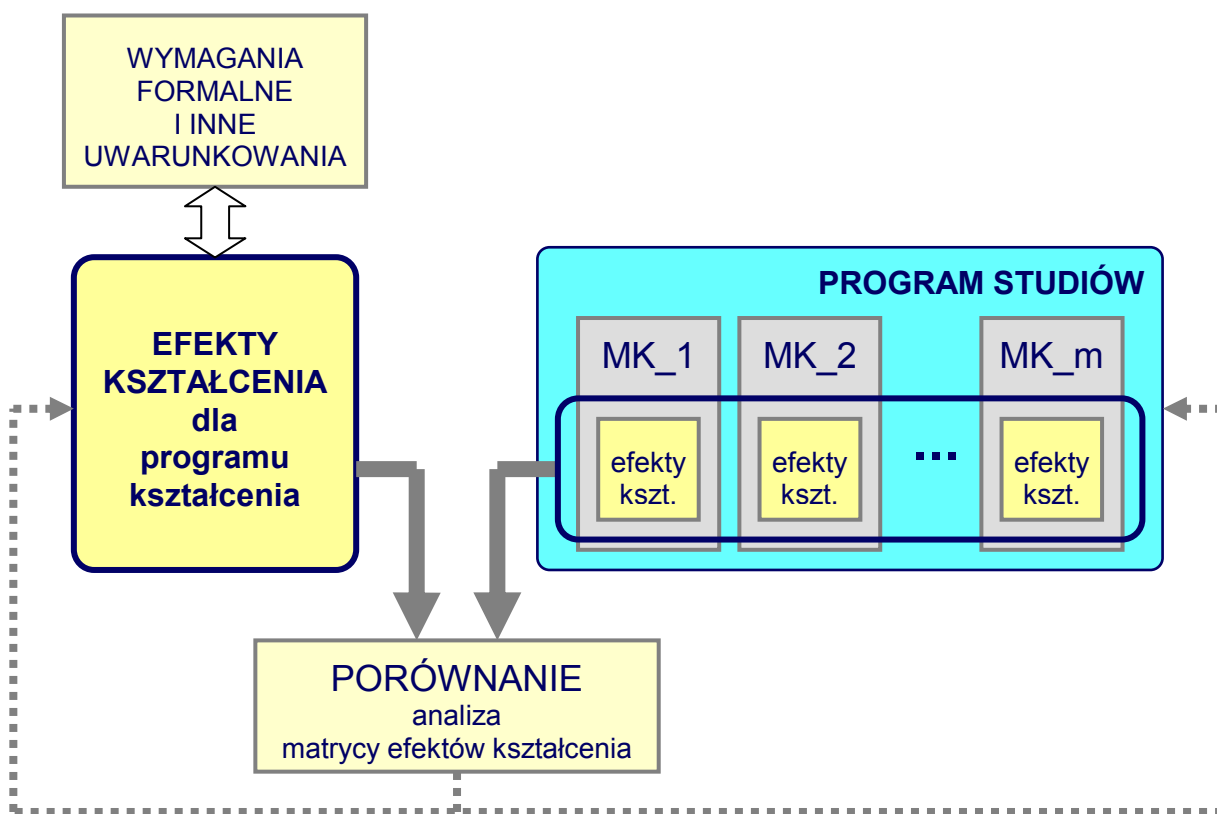 WYMAGANIA
FORMALNE
I INNE
UWARUNKOWANIA
EFEKTY
KSZTAŁCENIA
dla
programu
kształcenia
PROGRAM STUDIÓW
MK_1
MK_2
MK_m
efekty
kszt.
efekty
kszt.
...
efekty
kszt.
PORÓWNANIE
analiza
matrycy efektów kształcenia